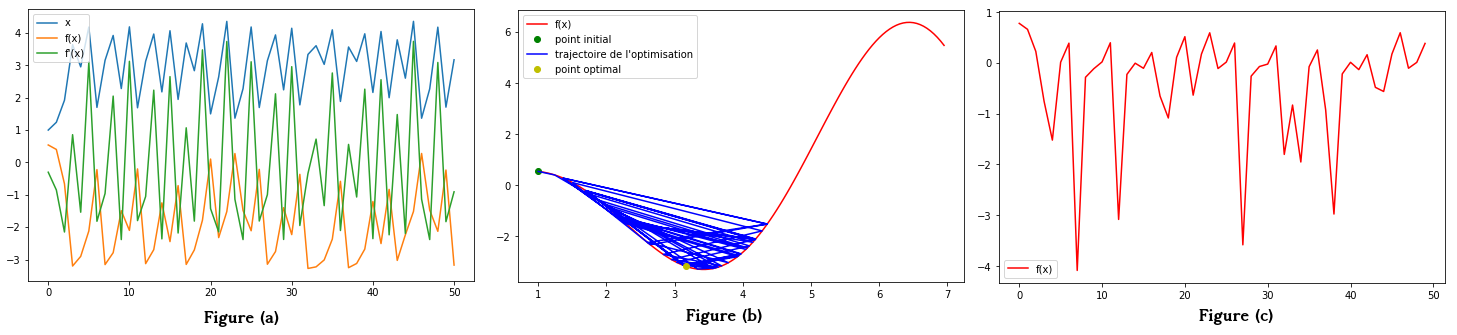 x
f(x)
f'(x)
4
3
2
1
0
−1
−2
−3
0 10 20 30 40 50
Figure (a)
f(x)
point initial
trajectoire de l'optimisation
point optimal
6
4
2
0
−2
1 2 3 4 5 6 7
Figure (b)
1
0
−1
−2
−3
−4
f(x)
0 10 20 30 40 50
Figure (c)